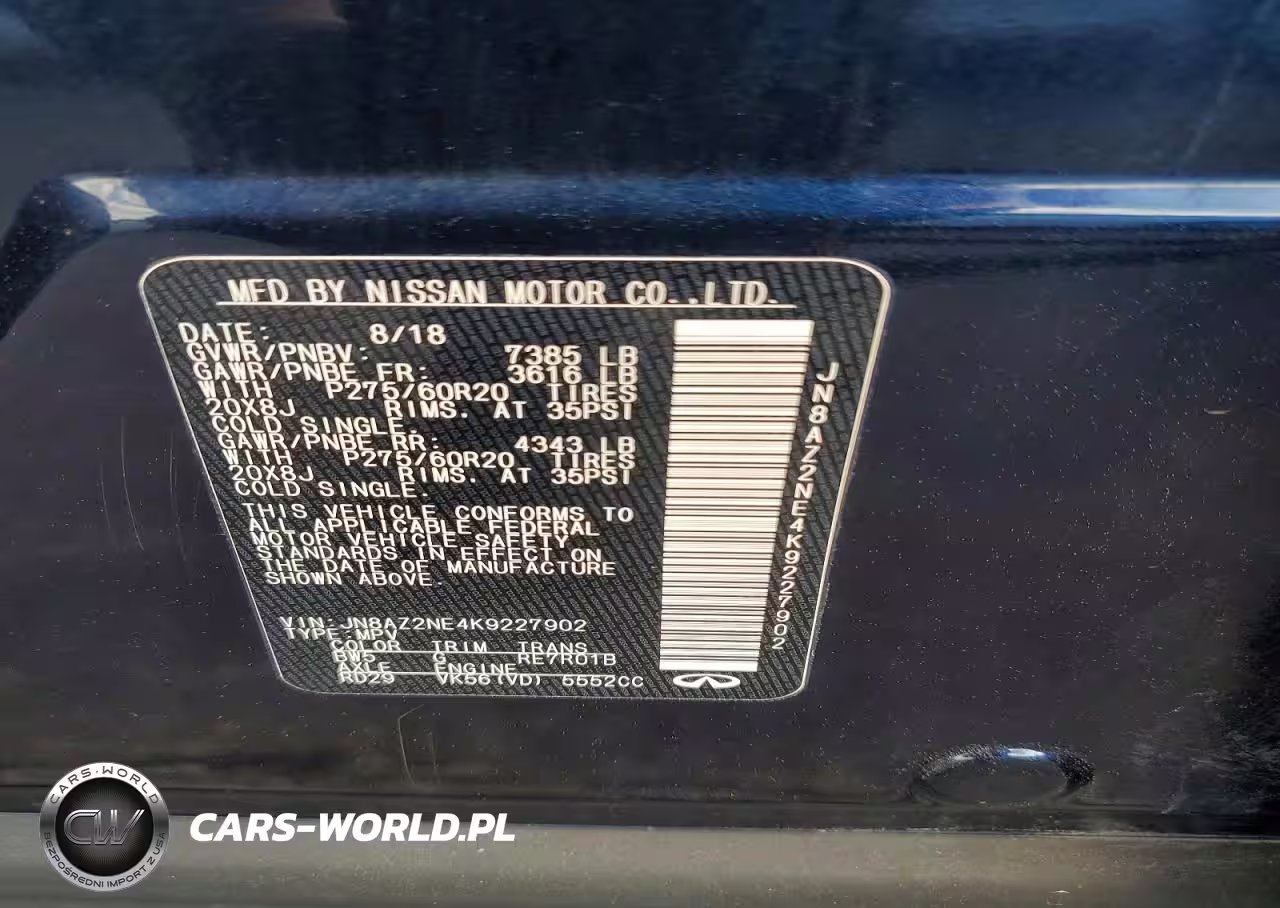 MFD BY NISSAN MOTOR CO.,LTD.
DATE: 8/18
GVWR/PNBV: 7385 LB
GAWR/PNBE FR: 3616 LB
WITH P275/60R20 TIRES
20X8J RIMS. AT 35PSI
COLD SINGLE.
GAWR/PNBE RR: 4343 LB
WITH P275/60R20 TIRES
20X8J RIMS. AT 35PSI
COLD SINGLE.
THIS VEHICLE CONFORMS TO
ALL APPLICABLE FEDERAL
MOTOR VEHICLE SAFETY
STANDARDS IN EFFECT ON
THE DATE OF MANUFACTURE
SHOWN ABOVE.
VIN:JN8AZ2NE4K9227902
TYPE:MPV
COLOR TRIM TRANS
BW5 G RE7R01B
AXLE ENGINE
RD29 VK56(VD) 5552CC
JN8AZ2NE4K9227902
CARS-WORLD
CW
BEZPOŚREDNI IMPORT Z USA
CARS-WORLD.PL